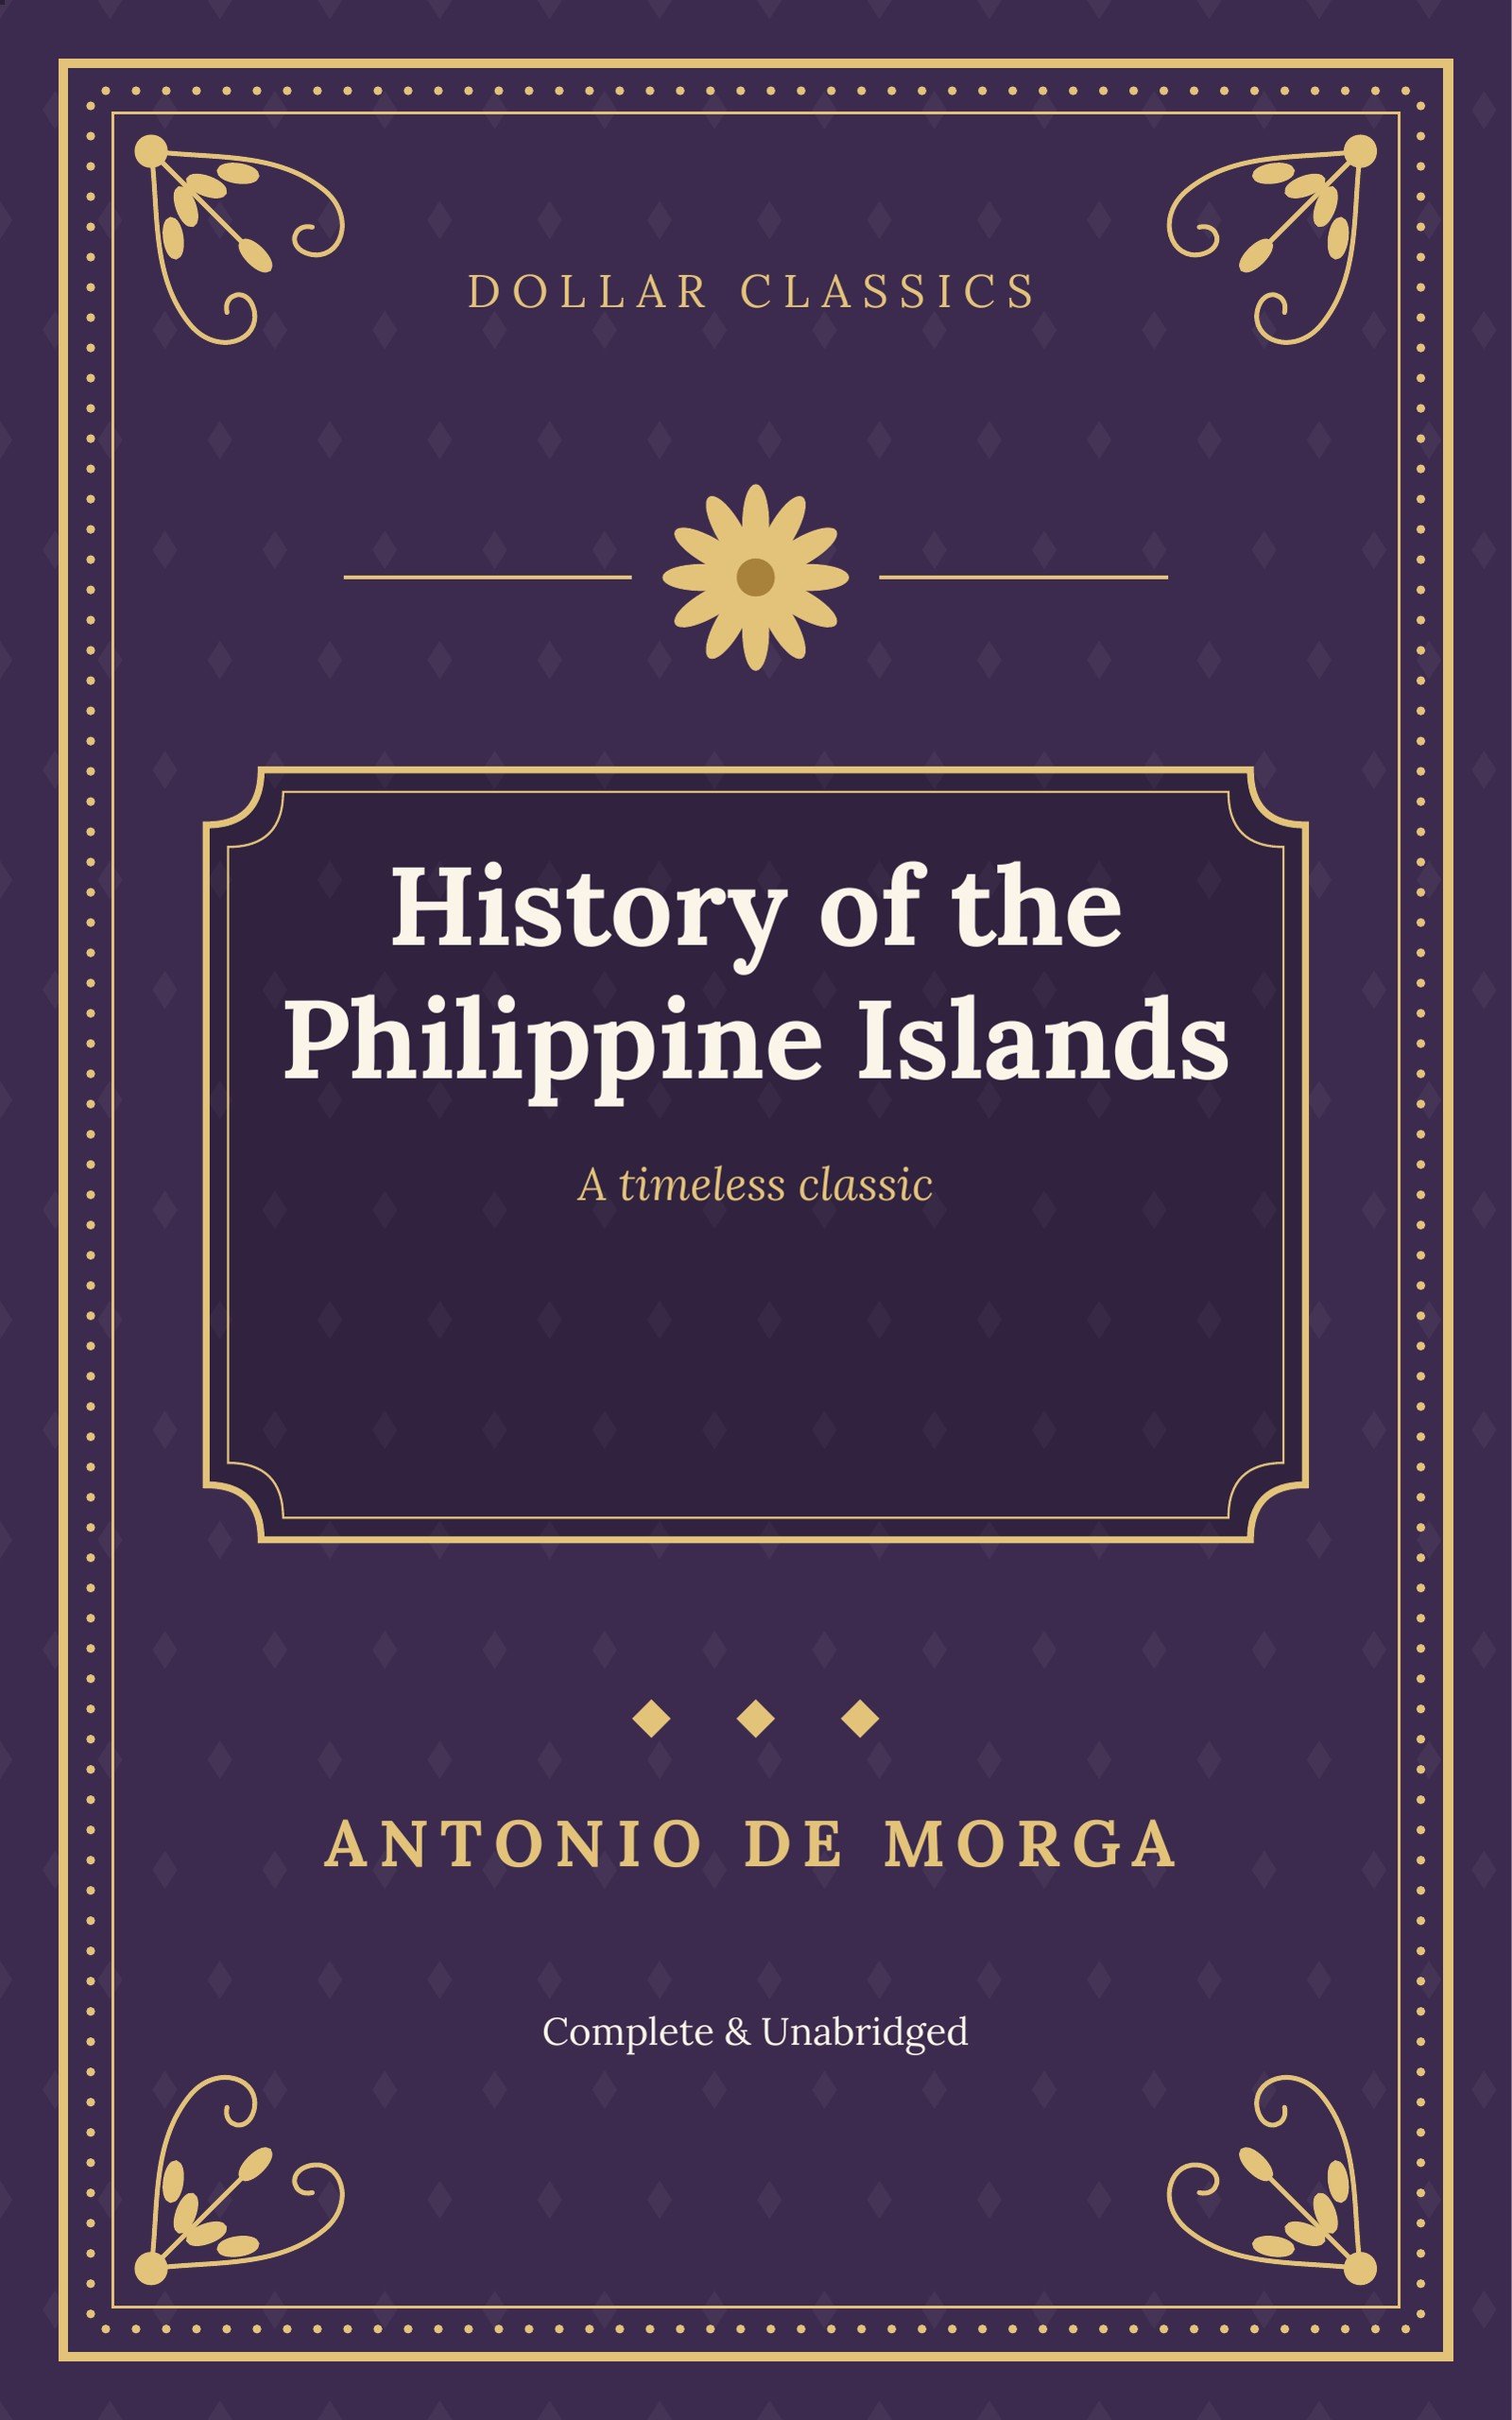 DOLLAR CLASSICS
History of the
Philippine Islands
A timeless classic
ANTONIO DE MORGA
Complete & Unabridged